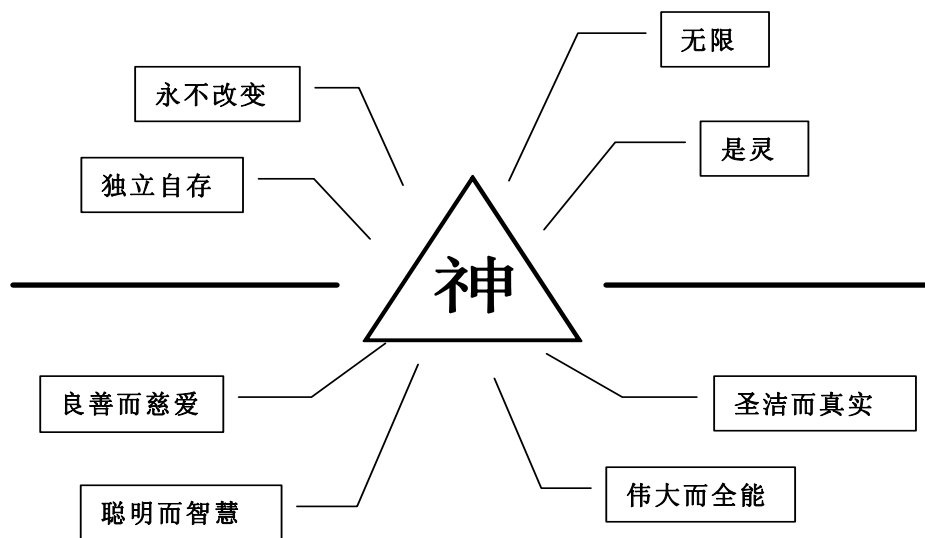 无限
永不改变
是灵
独立自存
神
良善而慈爱
圣洁而真实
聪明而智慧
伟大而全能